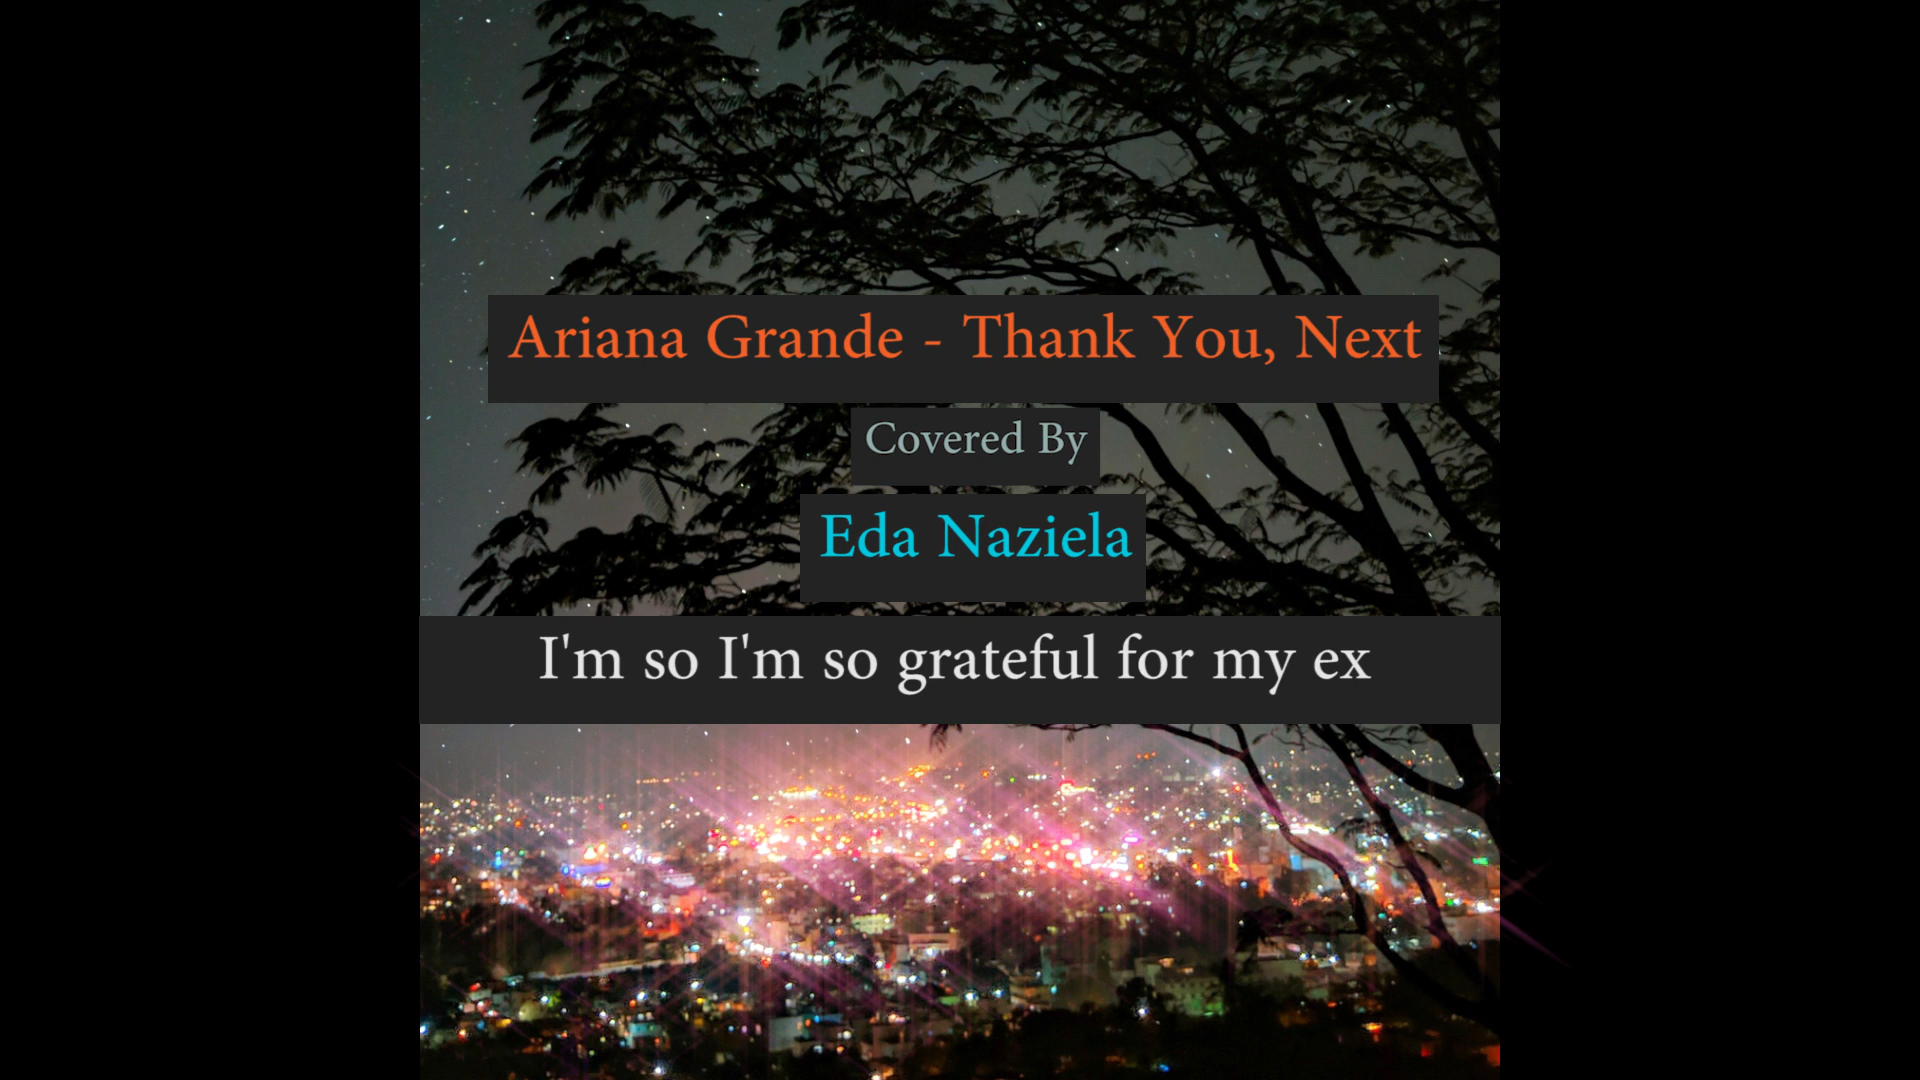 Ariana Grande - Thank You, Next
Covered By
Eda Naziela
I'm so I'm so grateful for my ex